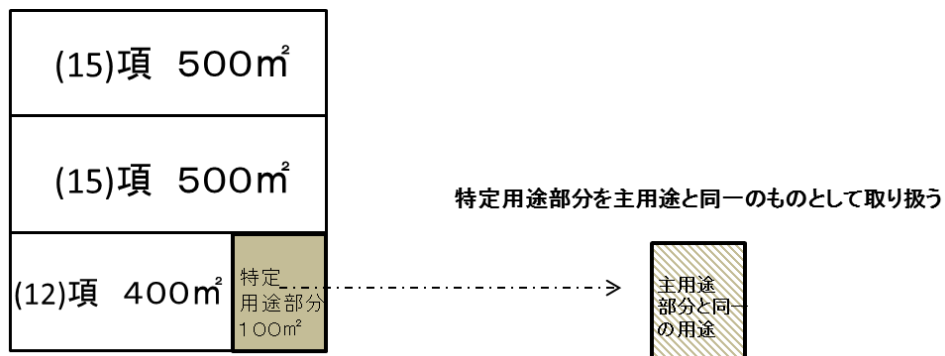 (15)項 500㎡
(15)項 500㎡
特定用途部分を主用途と同一のものとして取り扱う
(12)項 400㎡
特定
用途部分
100㎡
主用途
部分と同一
の用途